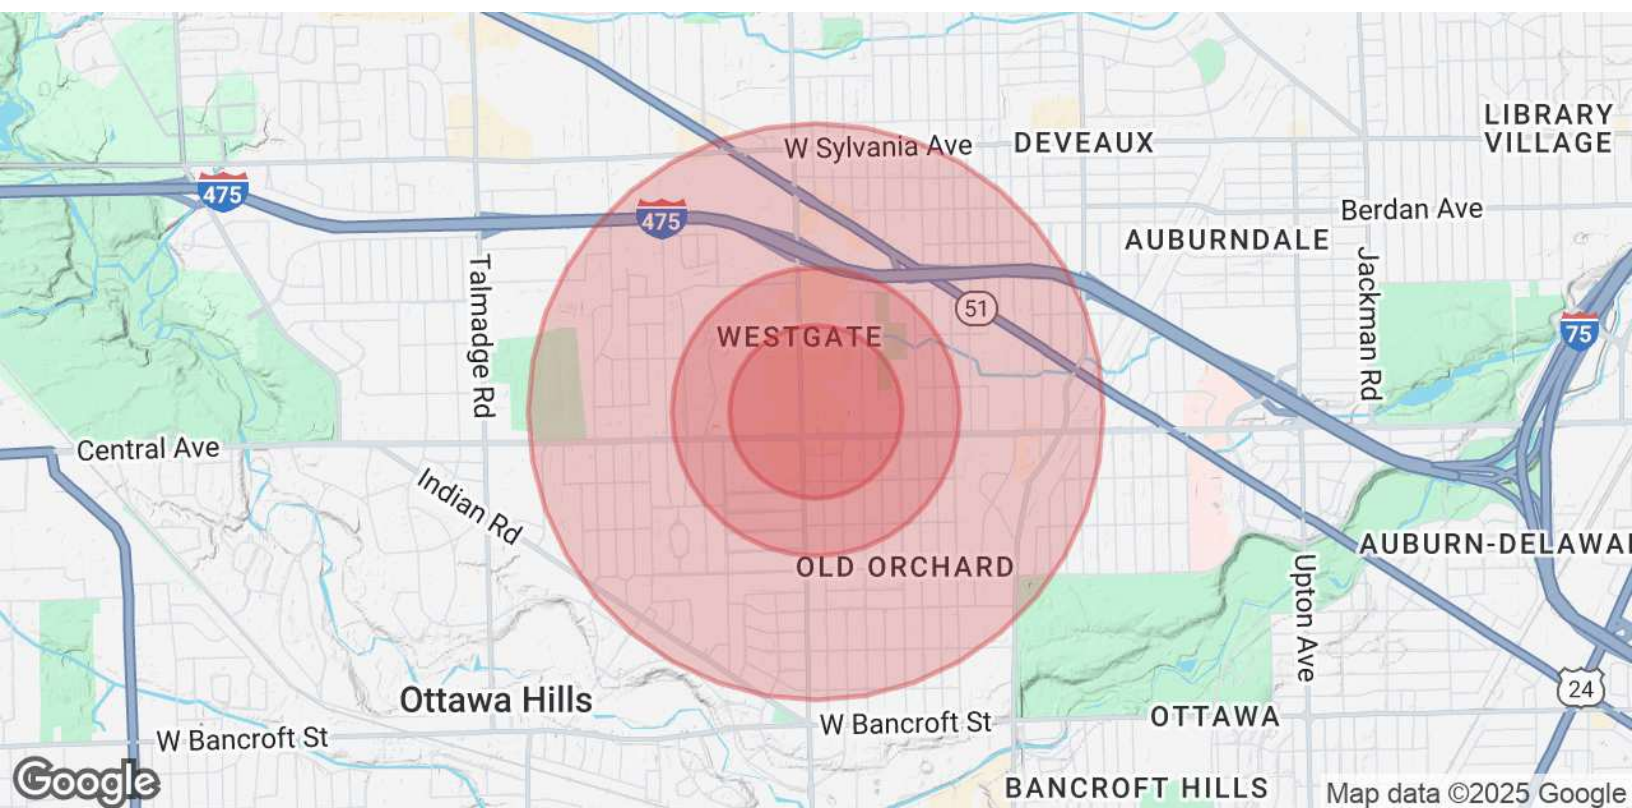 LIBRARY
VILLAGE
W Sylvania Ave
DEVEAUX
475
475
Berdan Ave
AUBURNDALE
Talmadge Rd
Jackman Rd
51
75
WESTGATE
Central Ave
Indian Rd
AUBURN-DELAWA
OLD ORCHARD
Upton Ave
24
Ottawa Hills
W Bancroft St
OTTAWA
W Bancroft St
Google
BANCROFT HILLS
Map data ©2025 Google